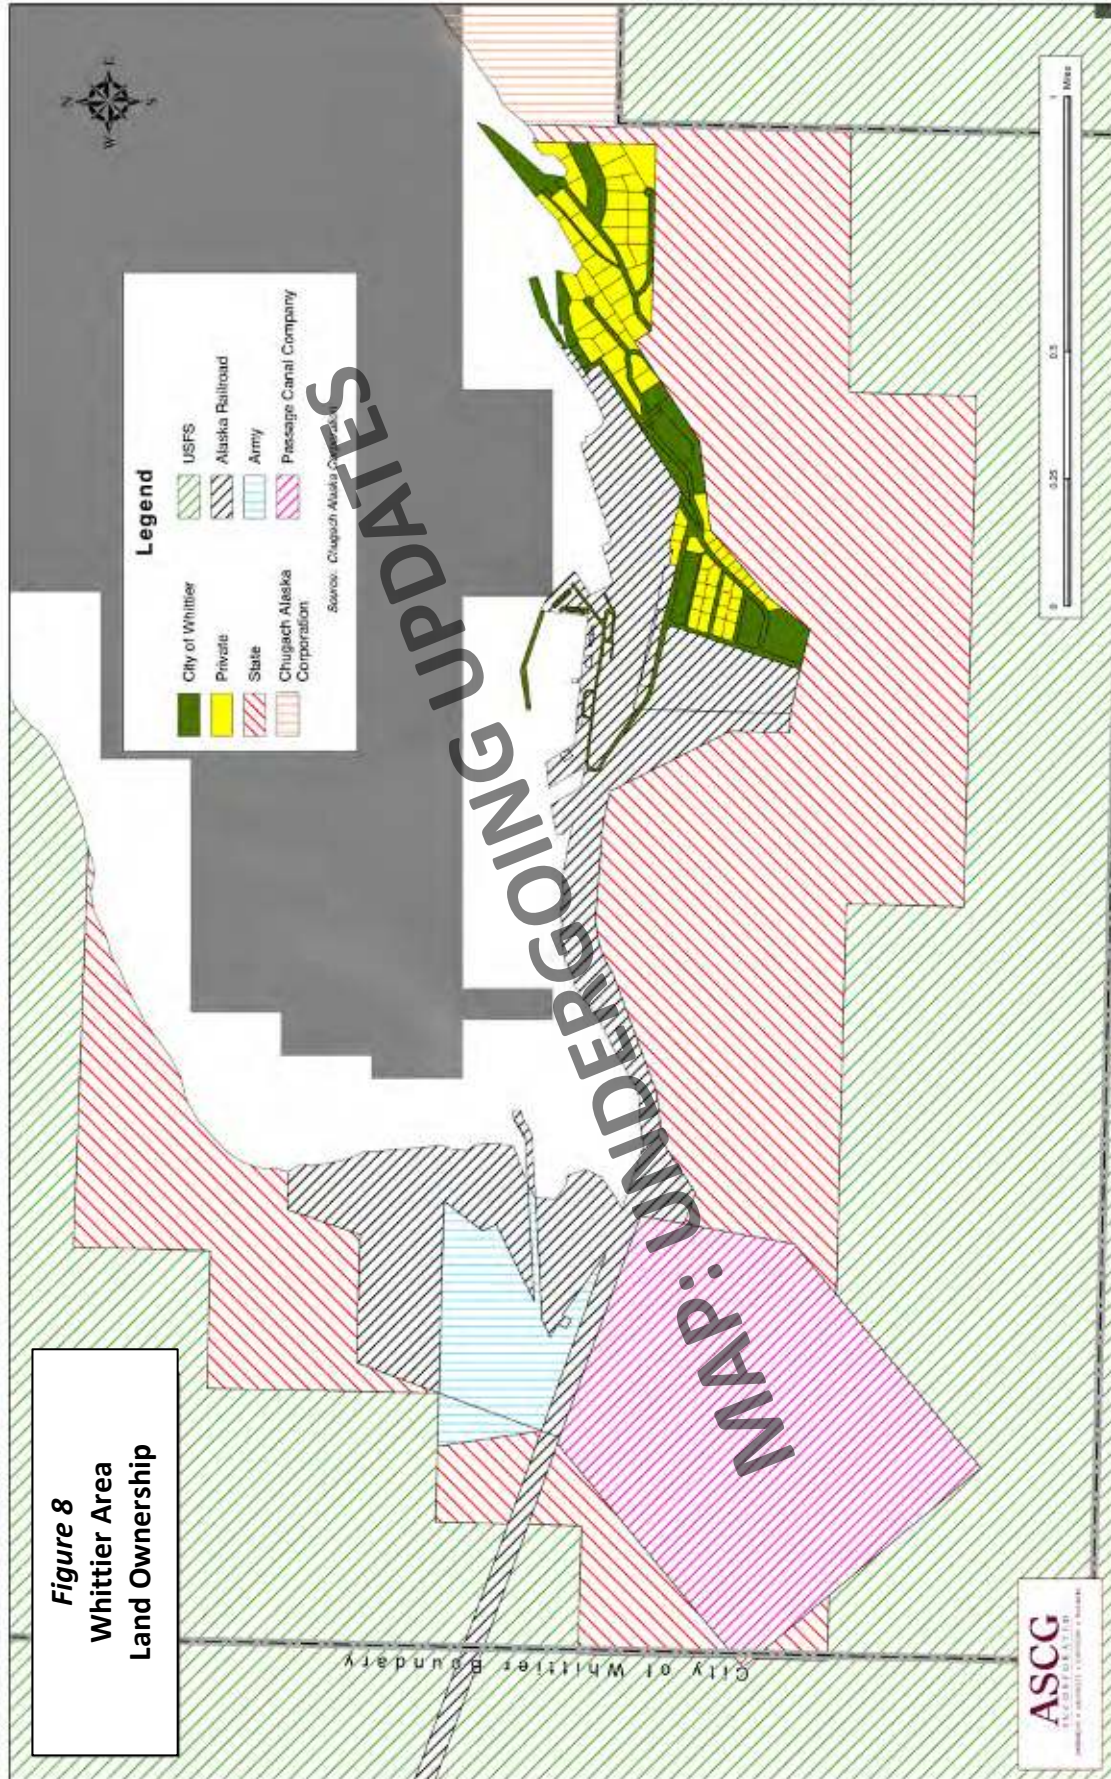 Figure 8
Whittier Area
Land Ownership
N
E
S
W
Legend
City of Whittier
Private
State
Chugach Alaska
Corporation
USFS
Alaska Railroad
Army
Passage Canal Company
Source: Chugach Alaska Corporation
MAP: UNDERGOING UPDATES
City of Whittier Boundary
0
0.25
0.5
1
Miles
ASCG
INCORPORATED